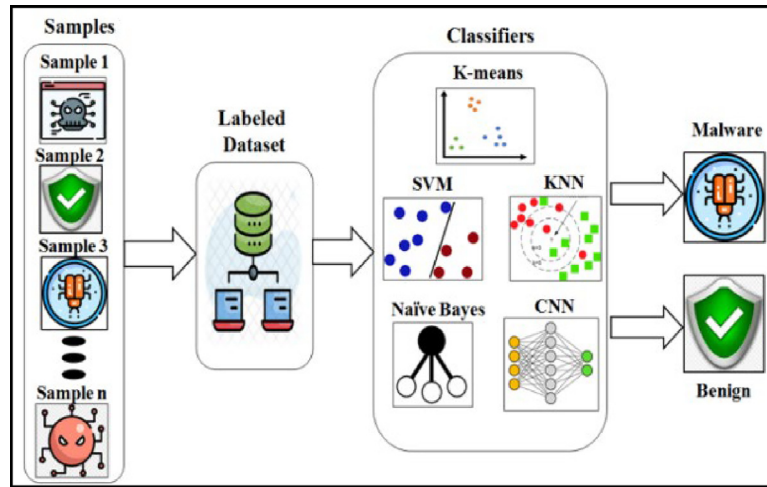 Samples
Sample 1
Sample 2
Sample 3
Sample n
Labeled
Dataset
Classifiers
K-means
SVM
KNN
Naïve Bayes
CNN
Malware
Benign